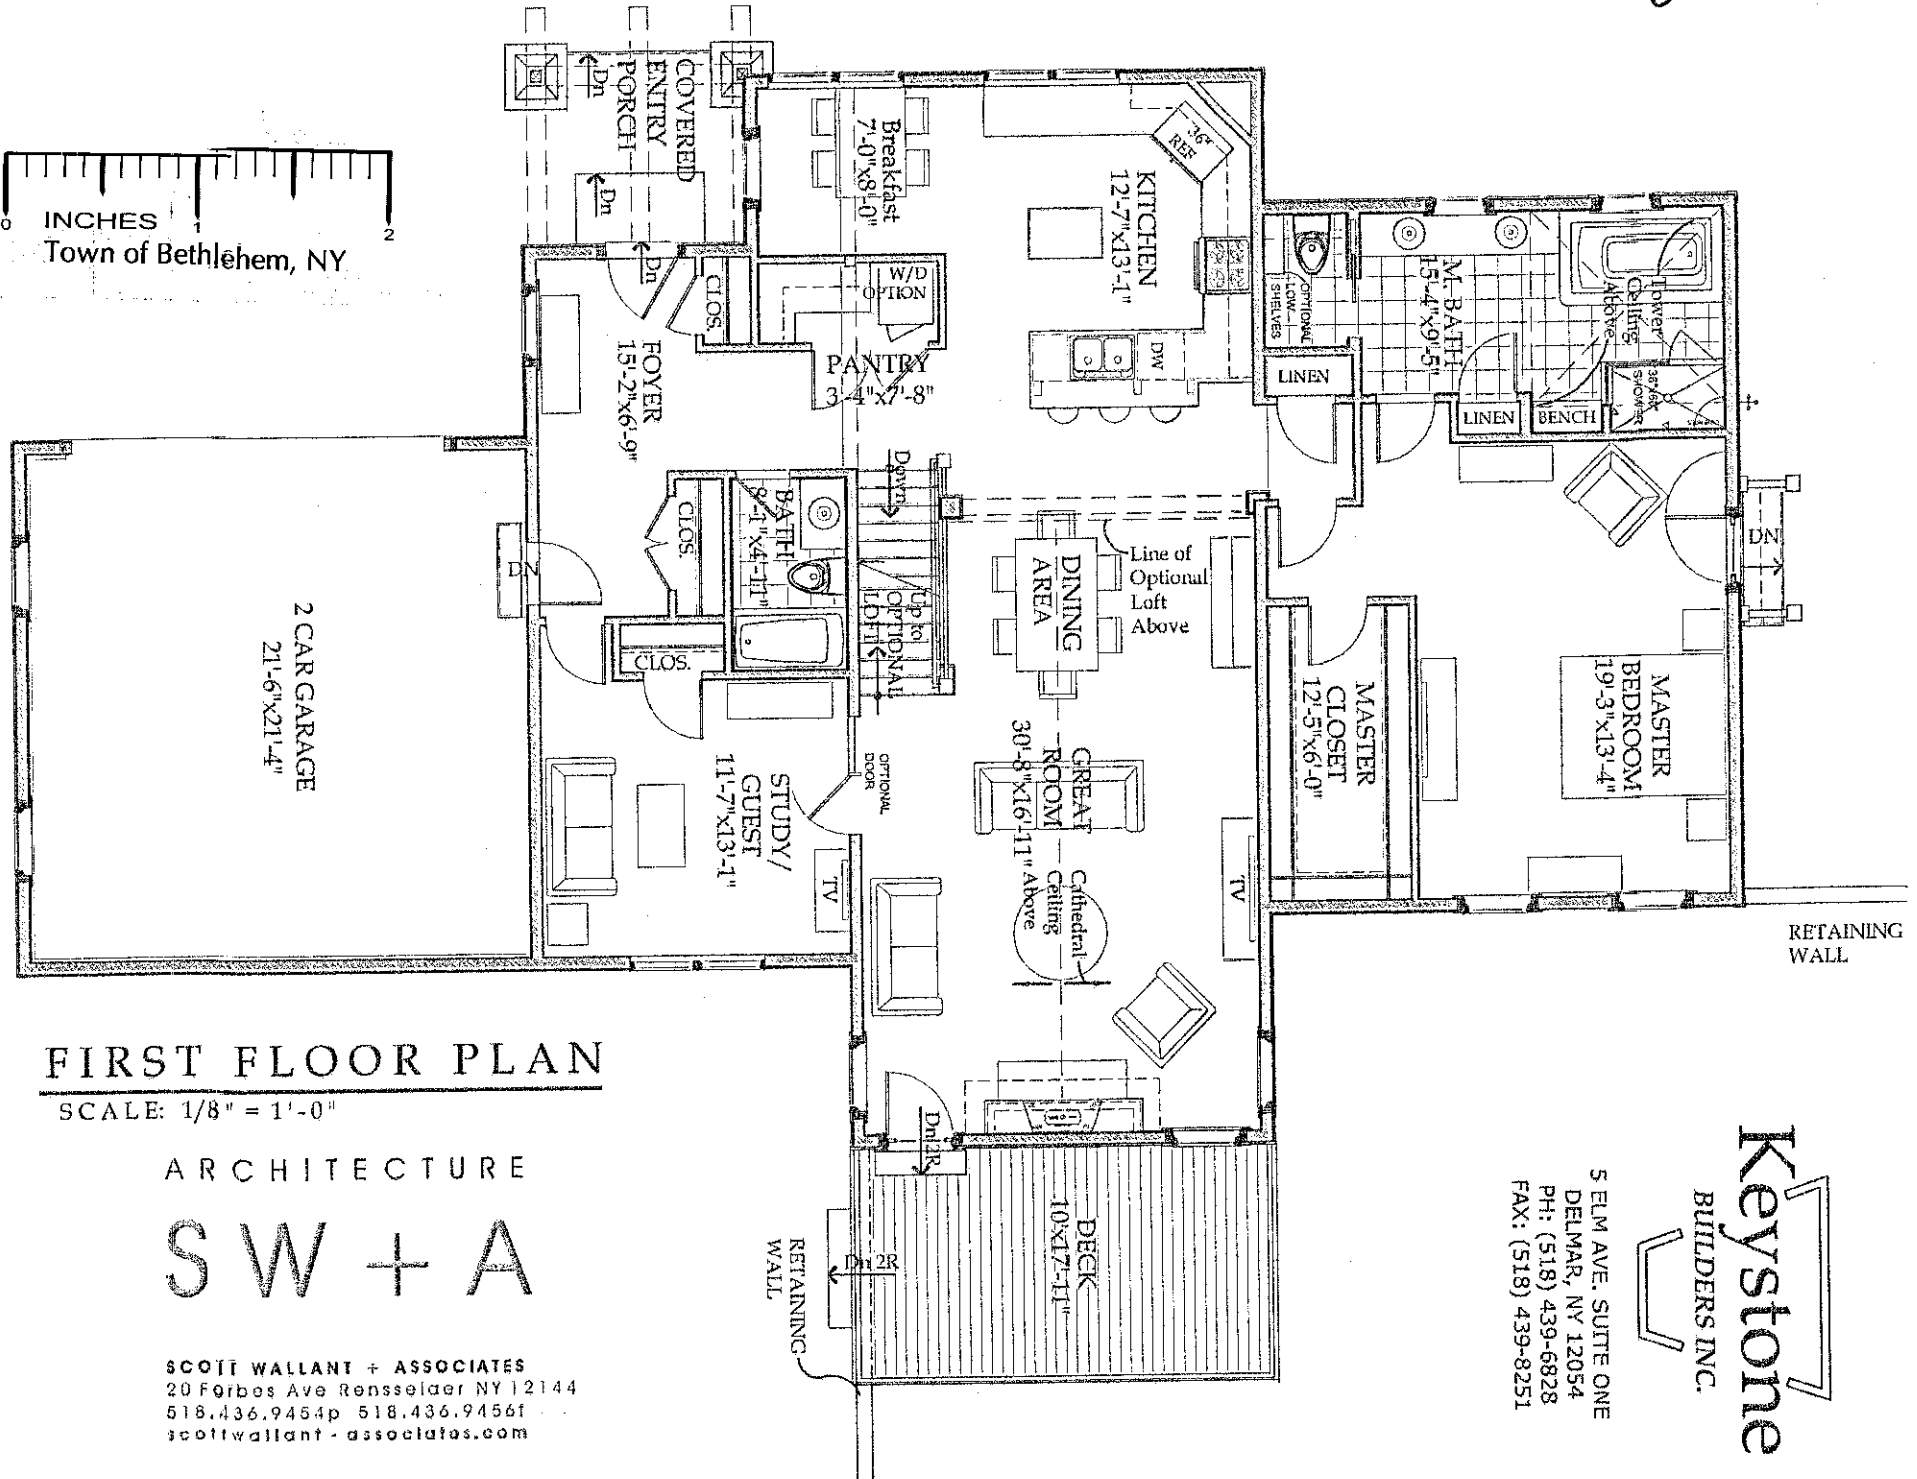 INCHES
0 1 2
Town of Bethlehem, NY
COVERED
ENTRY
PORCH
Dn
Dn
Dn
Breakfast
7'-0"x8'-0"
KITCHEN
12'-7"x13'-1"
36"
REF
W/D
OPTION
PANTRY
3'-4"x7'-8"
DW
CLOS.
FOYER
15'-2"x6'-9"
OPTIONAL
LOW
SHELVES
LINEN
M. BATH
15'-4"x9'-5"
Tower
Ceiling
Above
36"x60"
SHOWER
LINEN
BENCH
CLOS.
BATH
8'-1"x4'-11"
Down
Up to
OPTIONAL
LOFT
DN
CLOS.
2 CAR GARAGE
21'-6"x21'-4"
STUDY/
GUEST
11'-7"x13'-1"
TV
OPTIONAL
DOOR
DINING
AREA
Line of
Optional
Loft
Above
GREAT
ROOM
30'-8"x16'-11"
Cathedral
Ceiling
Above
TV
MASTER
CLOSET
12'-5"x6'-0"
MASTER
BEDROOM
19'-3"x13'-4"
DN
RETAINING
WALL
Dn 2R
DECK
10'x17'-11"
Dn 2R
RETAINING
WALL
FIRST FLOOR PLAN
SCALE: 1/8" = 1'-0"
ARCHITECTURE
SW+A
SCOTT WALLANT + ASSOCIATES
20 Forbes Ave Rensselaer NY 12144
518.436.9454p 518.436.9456f
scottwallant-associates.com
Keystone
BUILDERS INC.
5 ELM AVE. SUITE ONE
DELMAR, NY 12054
PH: (518) 439-6828
FAX: (518) 439-8251